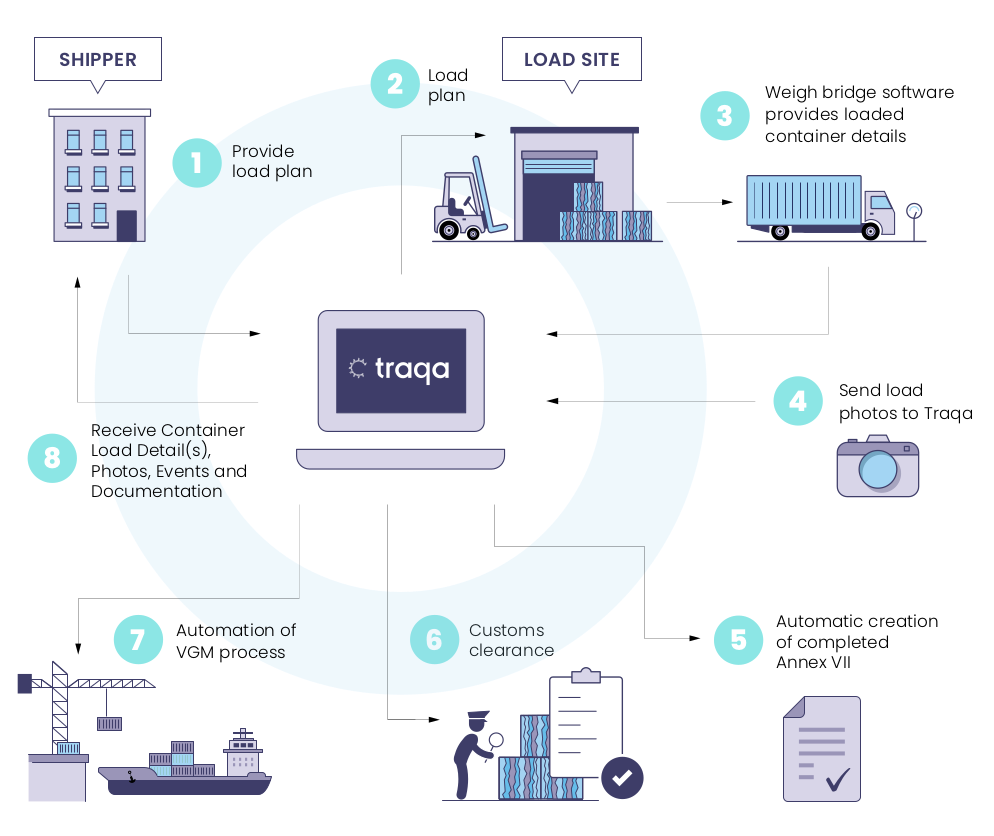 SHIPPER
1
Provide
load plan
2
Load
plan
LOAD SITE
3
Weigh bridge software
provides loaded
container details
traqa
4
Send load
photos to Traqa
8
Receive Container
Load Detail(s),
Photos, Events and
Documentation
7
Automation of
VGM process
6
Customs
clearance
5
Automatic creation
of completed
Annex VII